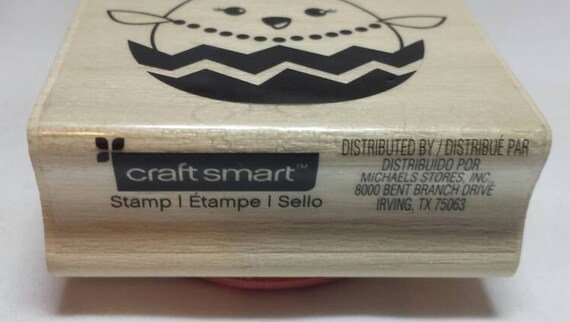 craft smart™
Stamp | Étampe | Sello
DISTRIBUTED BY / DISTRIBUÉ PAR
DISTRIBUIDO POR
MICHAELS STORES, INC.
8000 BENT BRANCH DRIVE
IRVING, TX 75063